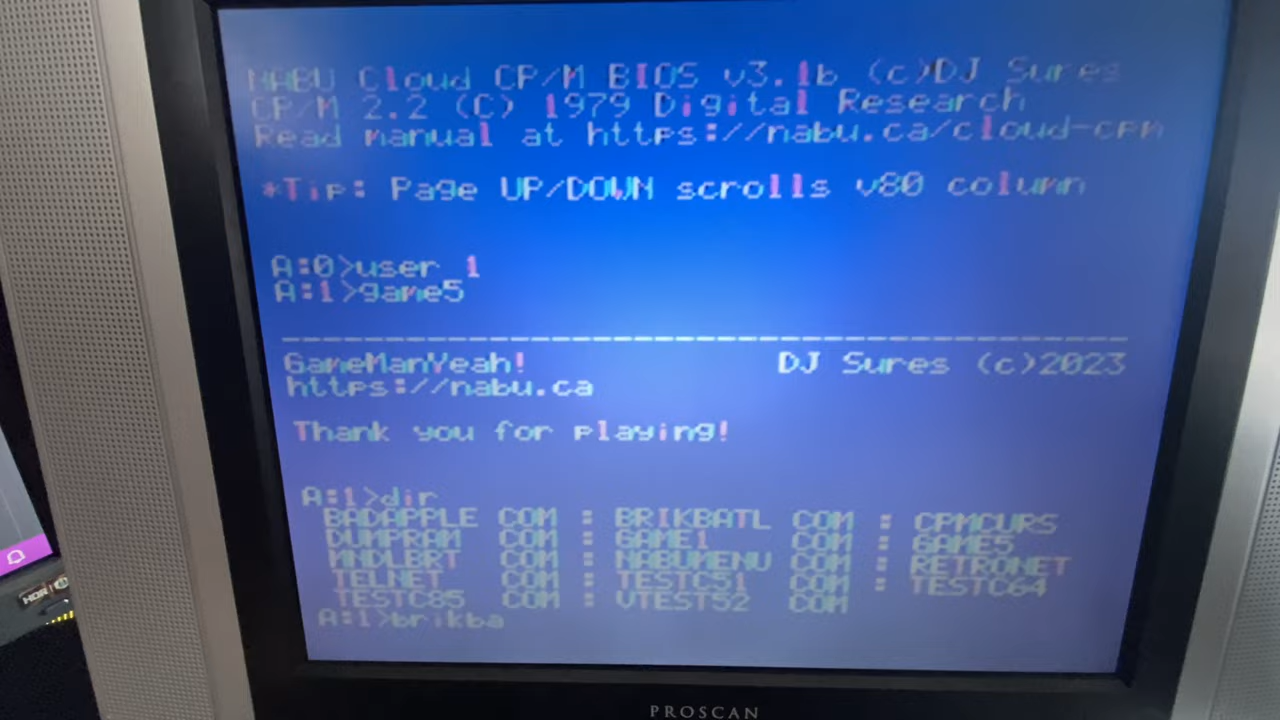 NABU Cloud CP/M BIOS v3.1b (c)DJ Sures
CP/M 2.2 (C) 1979 Digital Research
Read manual at https://nabu.ca/cloud-cpm
*Tip: Page UP/DOWN scrolls v80 column
A:0>user 1
A:1>game5
----------------------------------------
GameManYeah! DJ Sures (c)2023
https://nabu.ca
Thank you for playing!
A:1>dir
BADAPPLE COM : BRIKBATL COM : CPMCURS
DUMPRAM COM : GAME1 COM : GAME5
MNDLBRT COM : NABUMENU COM : RETRONET
TELNET COM : TESTC51 COM : TESTC64
TESTC85 COM : VTEST52 COM
A:1>brikba
PROSCAN
HDR